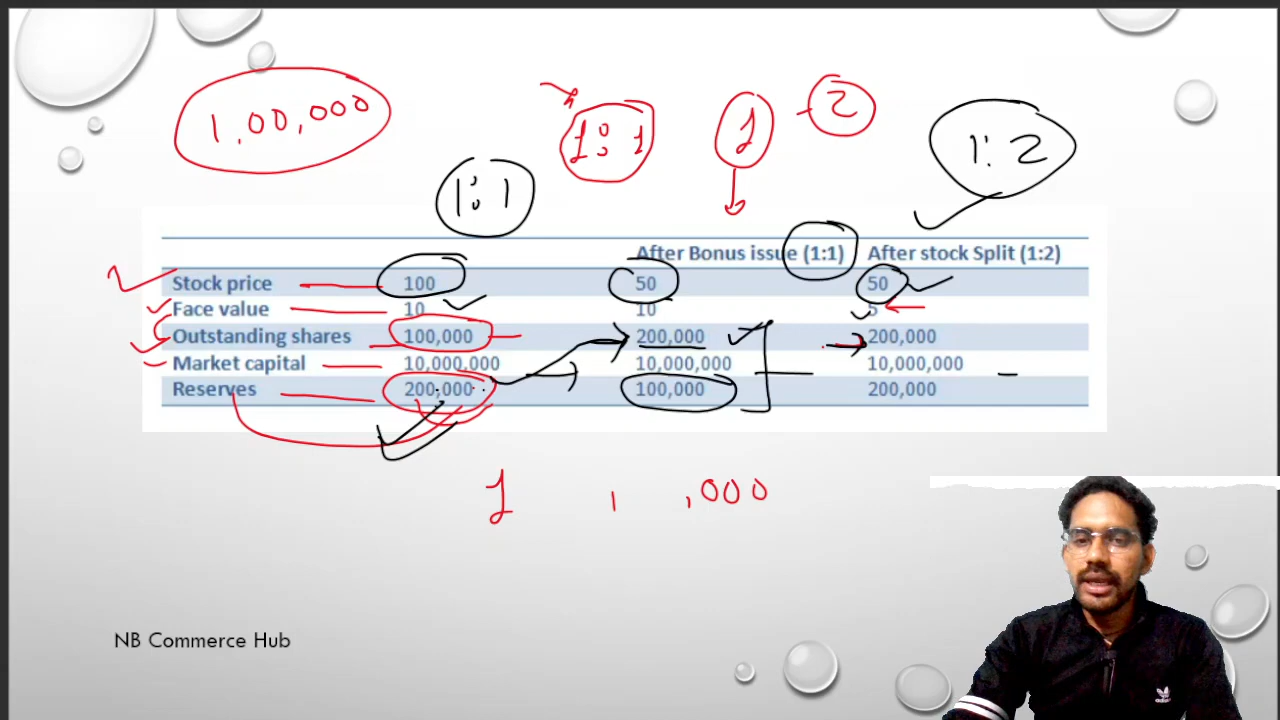 1,00,000
1:1
1 - 2
1:2
1:1
After Bonus issue (1:1) After stock Split (1:2)
Stock price 100 50 50
Face value 10 10 5
Outstanding shares 100,000 200,000 200,000
Market capital 10,000,000 10,000,000 10,000,000
Reserves 200,000 100,000 200,000
1 , ,000
NB Commerce Hub